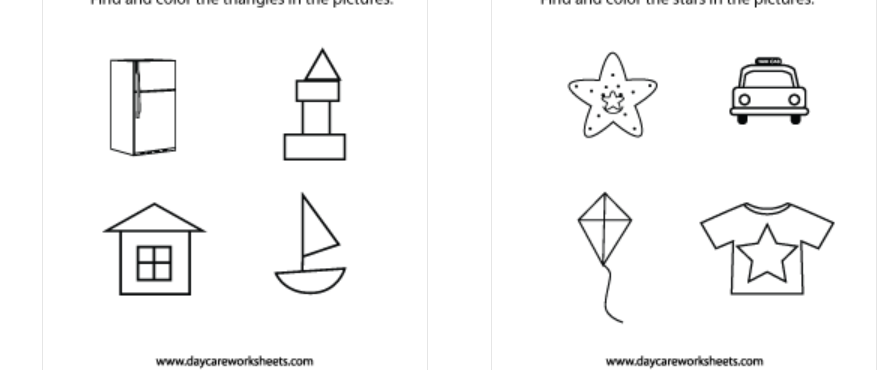 Find and color the triangles in the pictures.
www.daycareworksheets.com
Find and color the stars in the pictures.
www.daycareworksheets.com